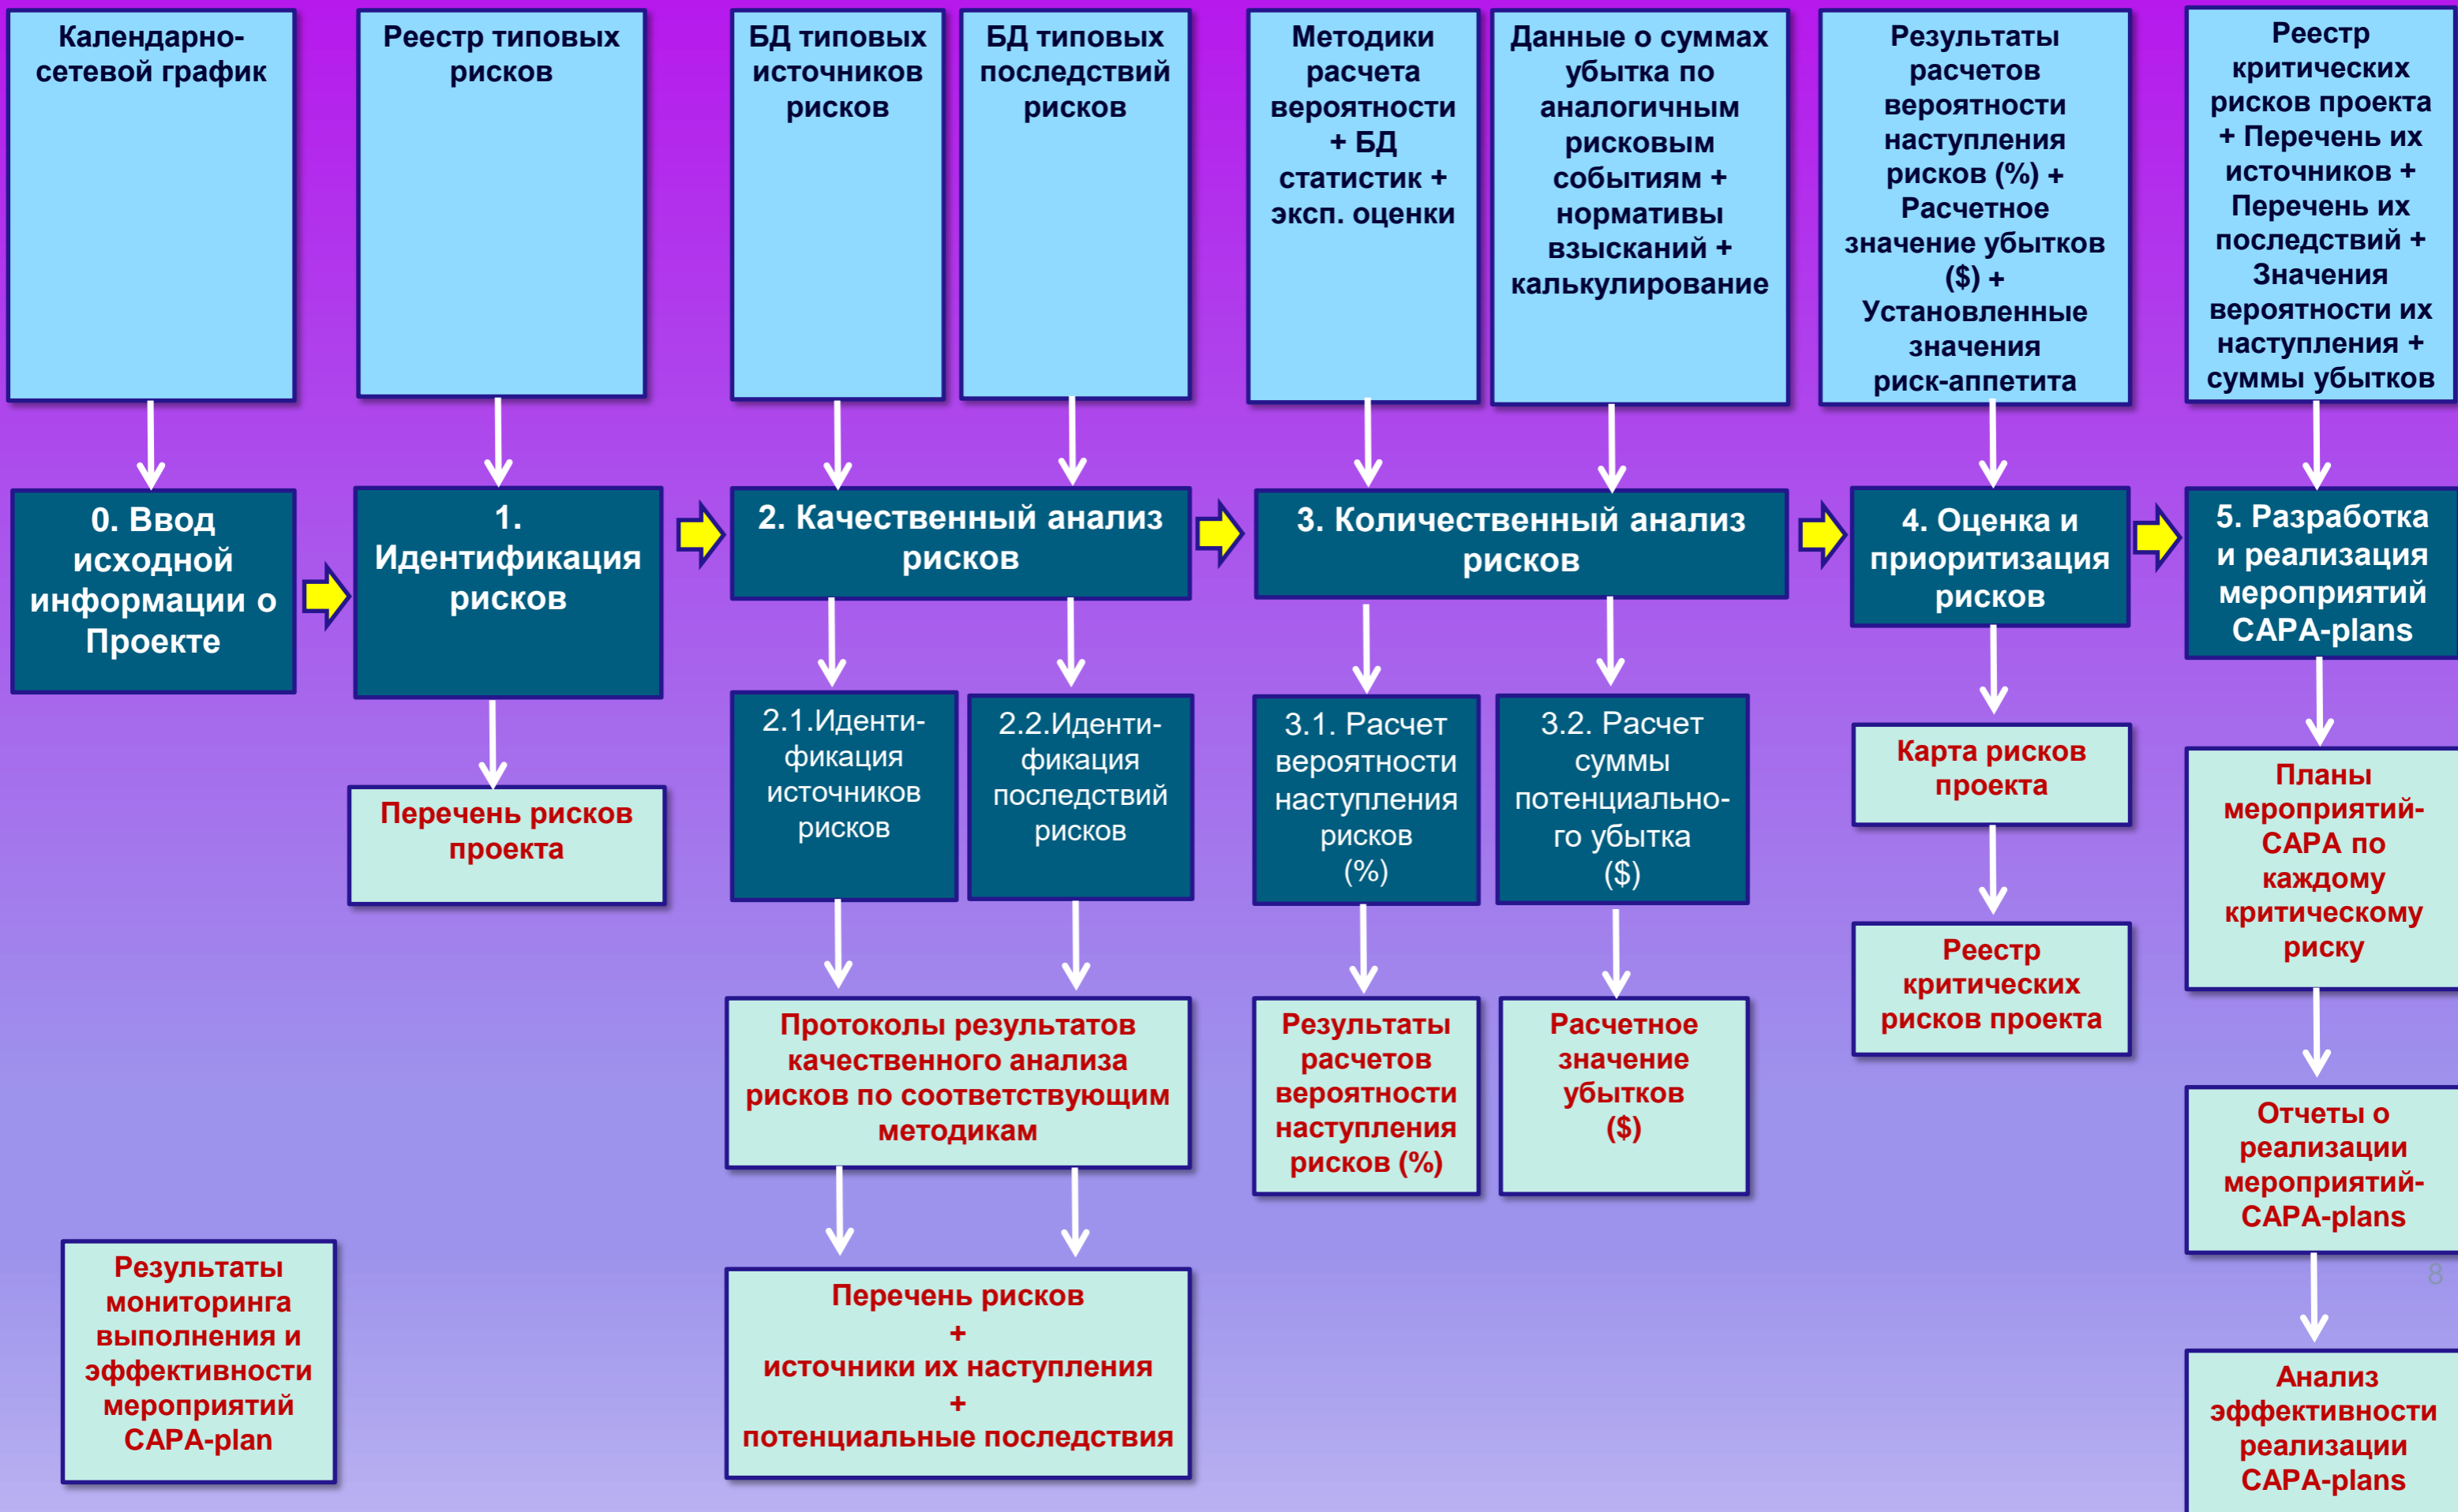 Календарно-
сетевой график
Реестр типовых
рисков
БД типовых
источников
рисков
БД типовых
последствий
рисков
Методики
расчета
вероятности
+ БД
статистик +
эксп. оценки
Данные о суммах
убытка по
аналогичным
рисковым
событиям +
нормативы
взысканий +
калькулирование
Результаты
расчетов
вероятности
наступления
рисков (%) +
Расчетное
значение убытков
($) +
Установленные
значения
риск-аппетита
Реестр
критических
рисков проекта
+ Перечень их
источников +
Перечень их
последствий +
Значения
вероятности их
наступления +
суммы убытков
0. Ввод
исходной
информации о
Проекте
1.
Идентификация
рисков
2. Качественный анализ
рисков
3. Количественный анализ
рисков
4. Оценка и
приоритизация
рисков
5. Разработка
и реализация
мероприятий
CAPA-plans
Перечень рисков
проекта
2.1.Иденти-
фикация
источников
рисков
2.2.Иденти-
фикация
последствий
рисков
3.1. Расчет
вероятности
наступления
рисков
(%)
3.2. Расчет
суммы
потенциально-
го убытка
($)
Карта рисков
проекта
Планы
мероприятий-
САРА по
каждому
критическому
риску
Протоколы результатов
качественного анализа
рисков по соответствующим
методикам
Результаты
расчетов
вероятности
наступления
рисков (%)
Расчетное
значение
убытков
($)
Реестр
критических
рисков проекта
Отчеты о
реализации
мероприятий-
CAPA-plans
Результаты
мониторинга
выполнения и
эффективности
мероприятий
CAPA-plan
Перечень рисков
+
источники их наступления
+
потенциальные последствия
8
Анализ
эффективности
реализации
CAPA-plans